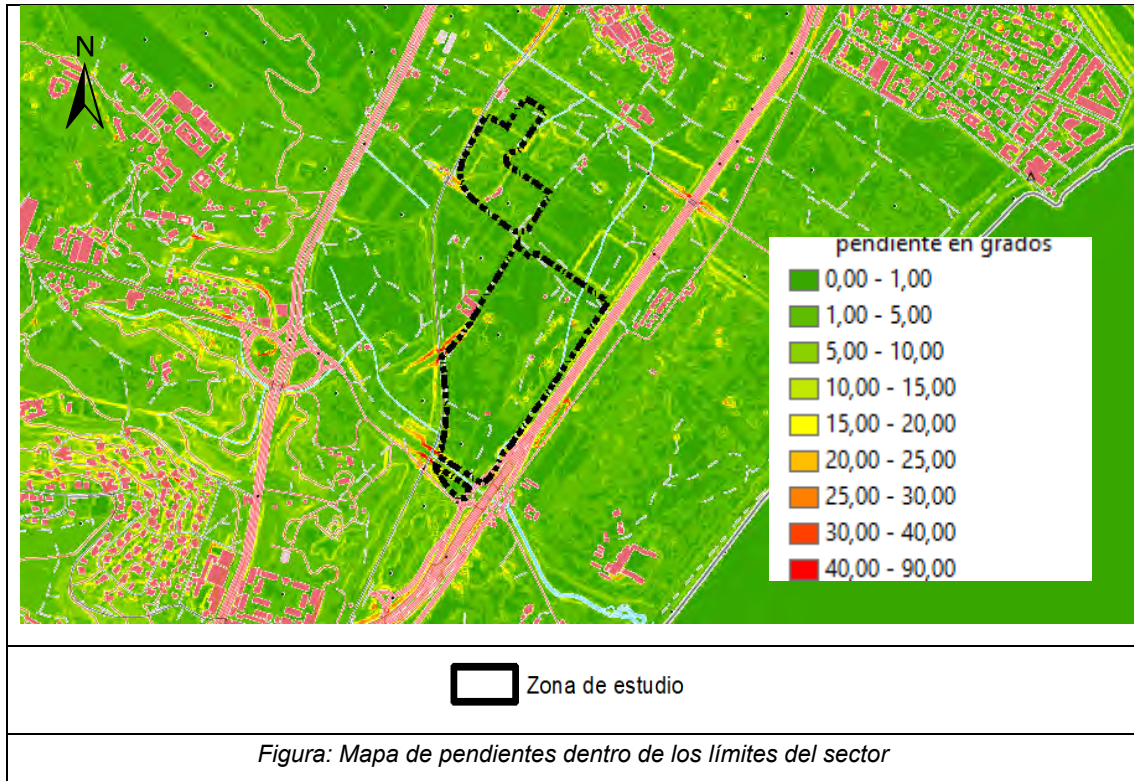 N
pendiente en grados
0,00 - 1,00
1,00 - 5,00
5,00 - 10,00
10,00 - 15,00
15,00 - 20,00
20,00 - 25,00
25,00 - 30,00
30,00 - 40,00
40,00 - 90,00
Zona de estudio
Figura: Mapa de pendientes dentro de los límites del sector